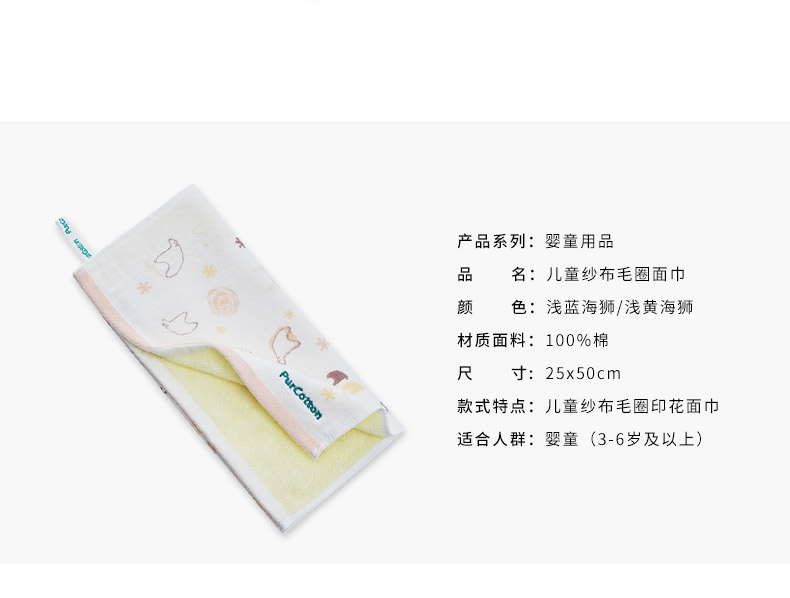 PurCotton
PurCotton
产品系列：婴童用品
品 名：儿童纱布毛圈面巾
颜 色：浅蓝海狮/浅黄海狮
材质面料：100%棉
尺 寸：25x50cm
款式特点：儿童纱布毛圈印花面巾
适合人群：婴童（3-6岁及以上）